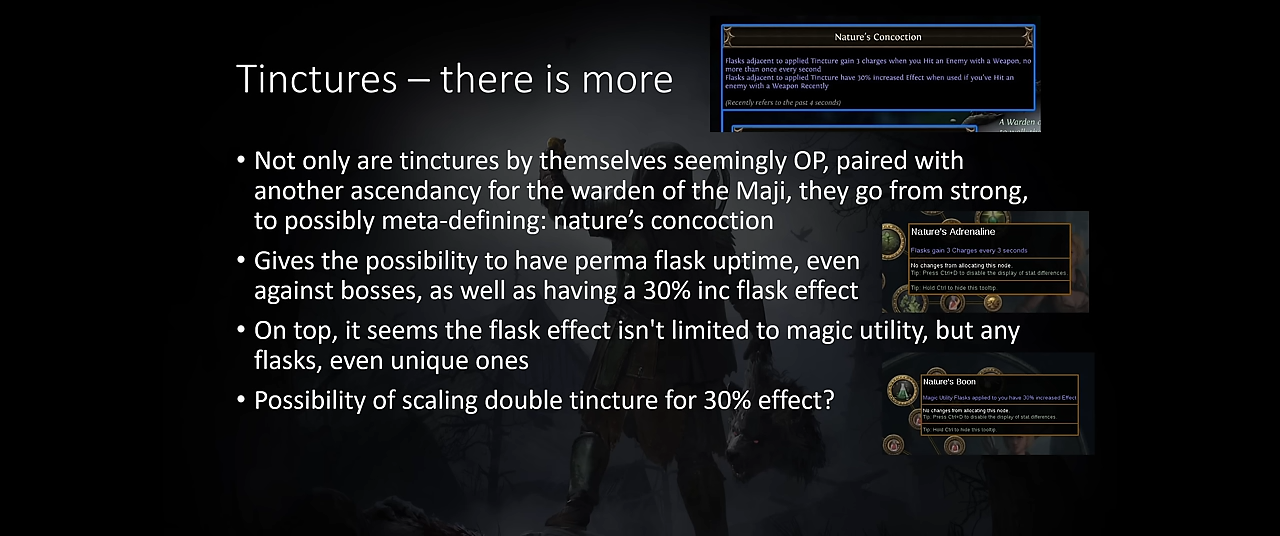 Nature's Concoction
Flasks adjacent to applied Tincture gain 3 charges when you Hit an Enemy with a Weapon, no
more than once every second
Flasks adjacent to applied Tincture have 30% increased Effect when used if you've Hit an
enemy with a Weapon Recently
(Recently refers to the past 4 seconds)
A Warden
Tinctures – there is more
• Not only are tinctures by themselves seemingly OP, paired with
another ascendancy for the warden of the Maji, they go from strong,
to possibly meta-defining: nature’s concoction
• Gives the possibility to have perma flask uptime, even
against bosses, as well as having a 30% inc flask effect
• On top, it seems the flask effect isn't limited to magic utility, but any
flasks, even unique ones
• Possibility of scaling double tincture for 30% effect?
Nature's Adrenaline
Flasks gain 3 Charges every 3 seconds
No changes from allocating this node.
Tip: Press Ctrl+D to disable the display of stat differences.
Tip: Hold Ctrl to hide this tooltip.
Nature's Boon
Magic Utility Flasks applied to you have 30% increased Effect
No changes from allocating this node.
Tip: Press Ctrl+D to disable the display of stat differences.
Tip: Hold Ctrl to hide this tooltip.